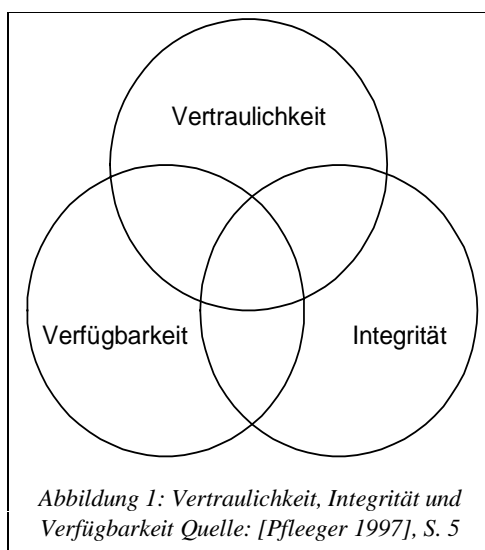 Vertraulichkeit
Verfügbarkeit
Integrität
Abbildung 1: Vertraulichkeit, Integrität und
Verfügbarkeit Quelle: [Pfleeger 1997], S. 5